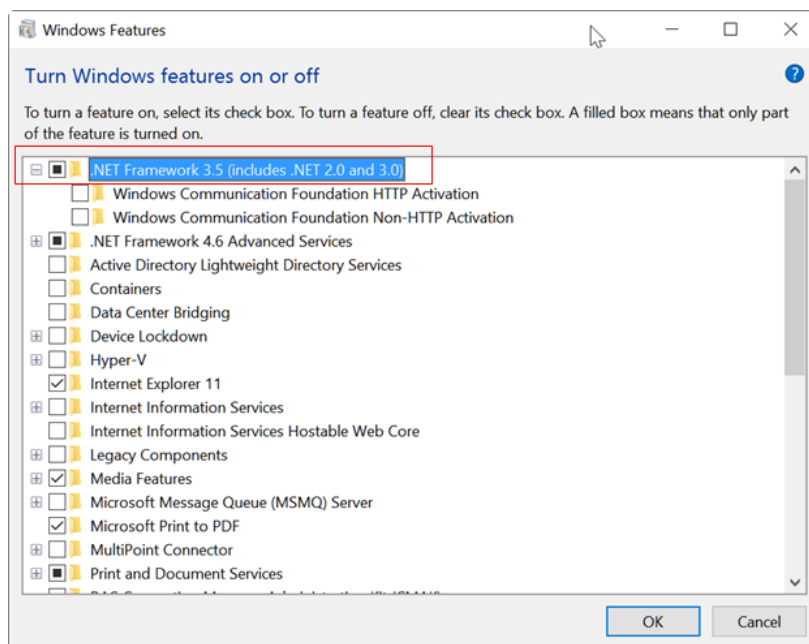 Windows Features
Turn Windows features on or off
?
To turn a feature on, select its check box. To turn a feature off, clear its check box. A filled box means that only part
of the feature is turned on.
.NET Framework 3.5 (includes .NET 2.0 and 3.0)
Windows Communication Foundation HTTP Activation
Windows Communication Foundation Non-HTTP Activation
.NET Framework 4.6 Advanced Services
Active Directory Lightweight Directory Services
Containers
Data Center Bridging
Device Lockdown
Hyper-V
Internet Explorer 11
Internet Information Services
Internet Information Services Hostable Web Core
Legacy Components
Media Features
Microsoft Message Queue (MSMQ) Server
Microsoft Print to PDF
MultiPoint Connector
Print and Document Services
OK Cancel